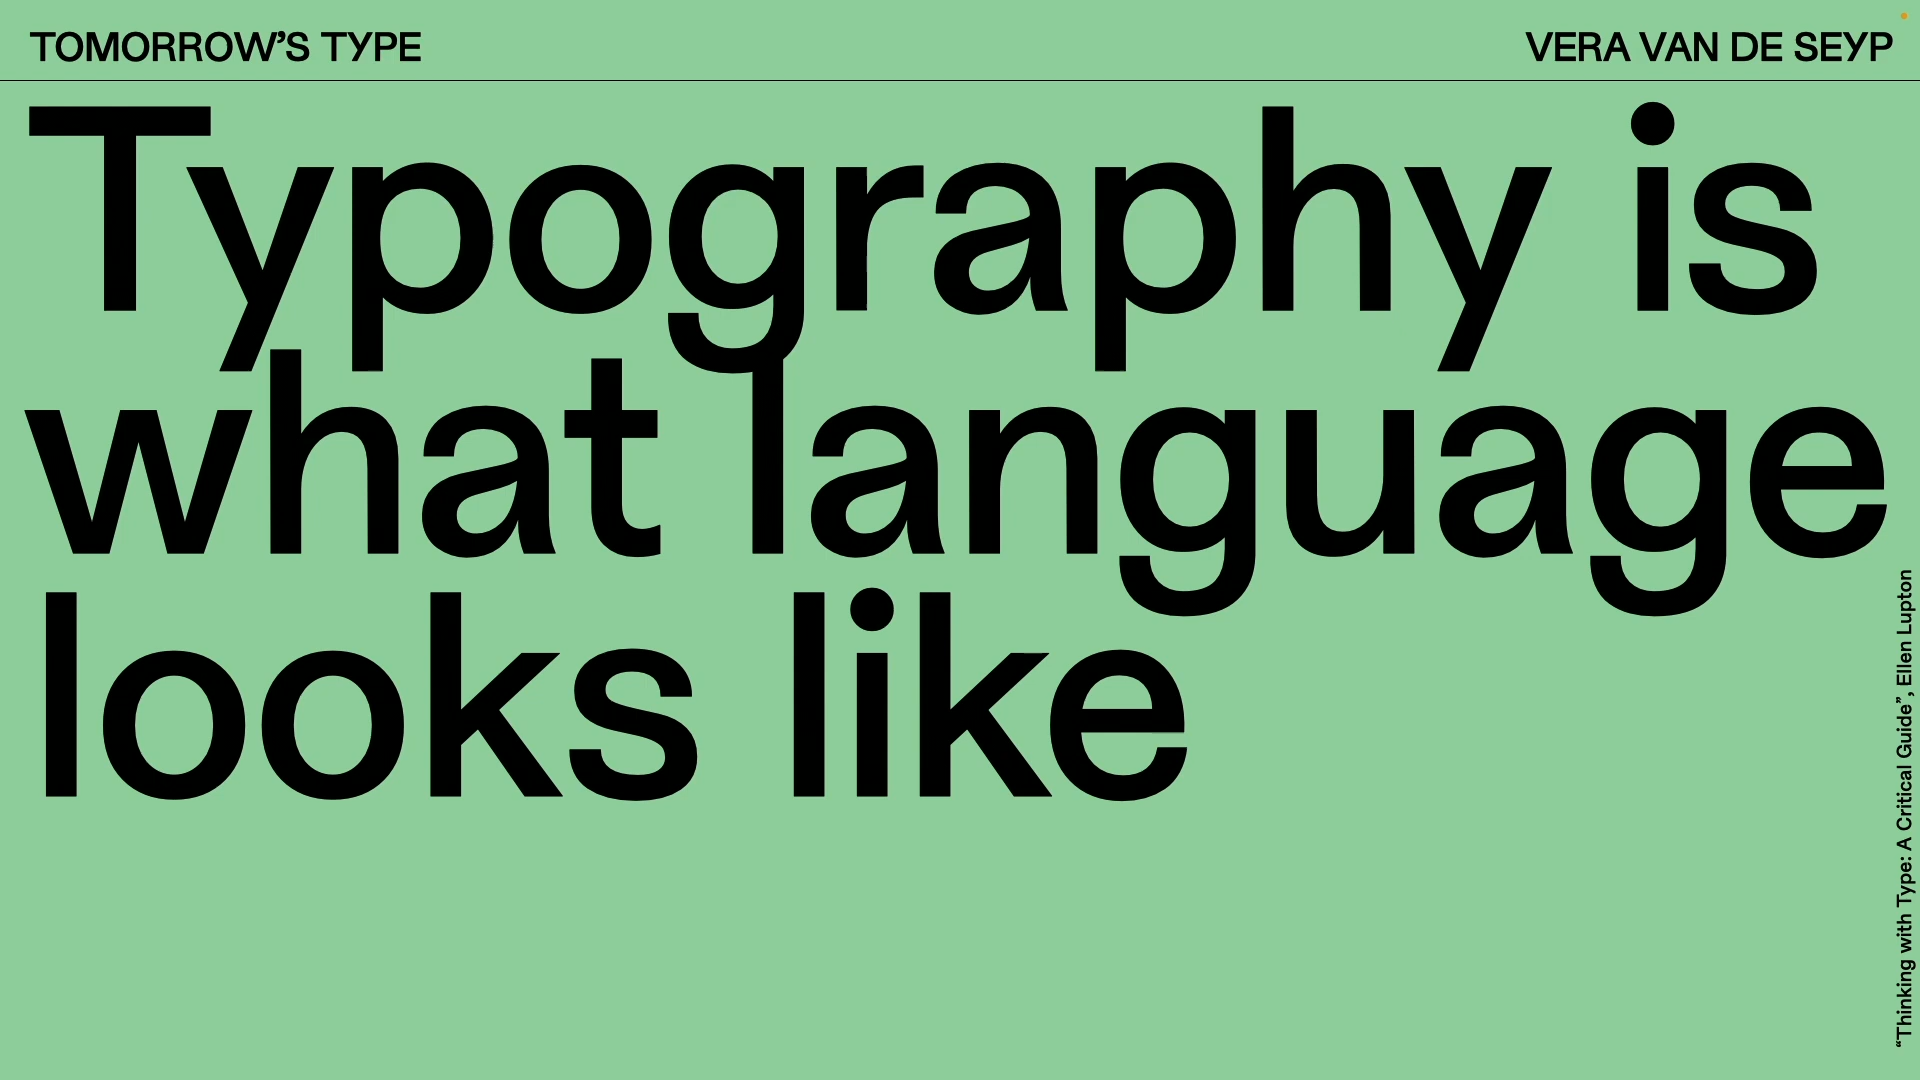 TOMORROW’S TYPE
VERA VAN DE SEYP
Typography is
what language
looks like
“Thinking with Type: A Critical Guide”, Ellen Lupton